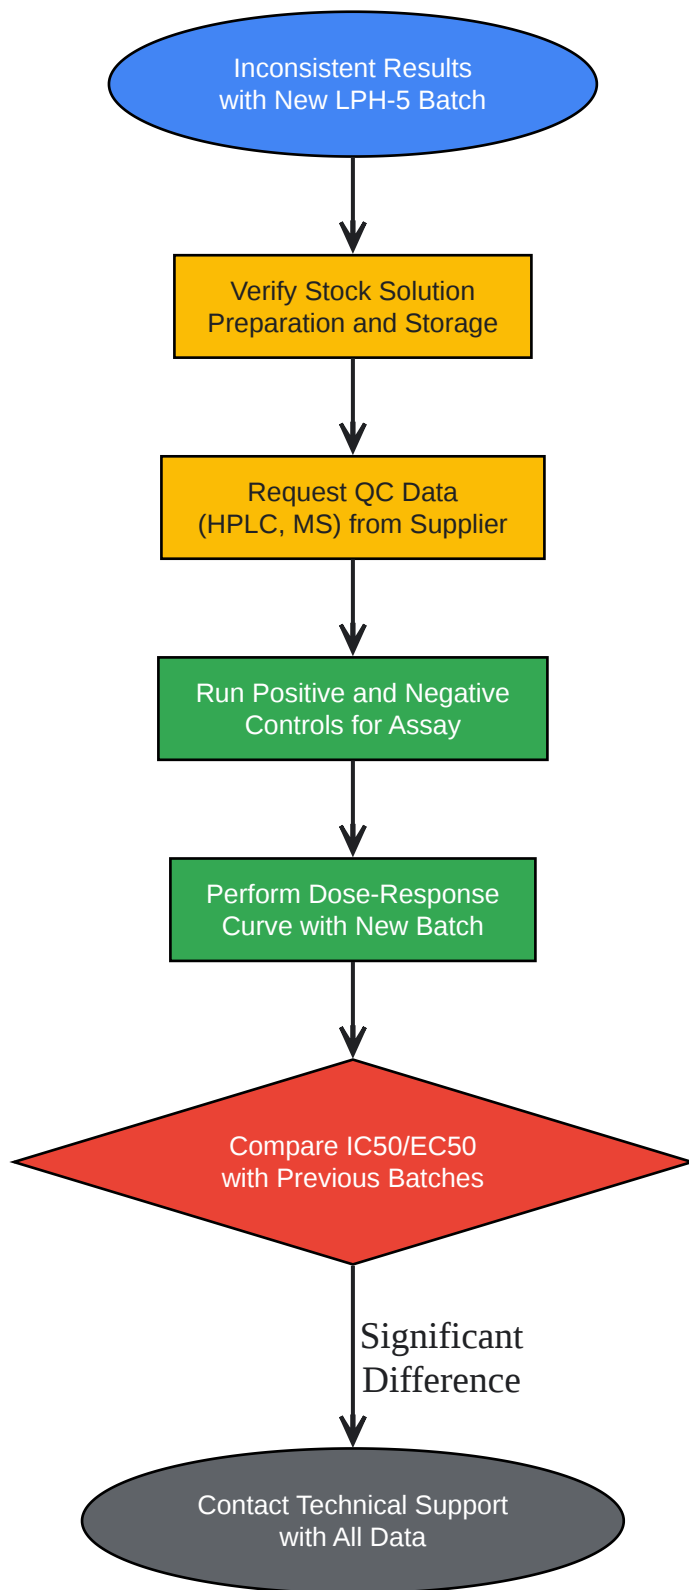 Inconsistent Results
with New LPH-5 Batch
Verify Stock Solution
Preparation and Storage
Request QC Data
(HPLC, MS) from Supplier
Run Positive and Negative
Controls for Assay
Perform Dose-Response
Curve with New Batch
Compare IC50/EC50
with Previous Batches
Significant
Difference
Contact Technical Support
with All Data